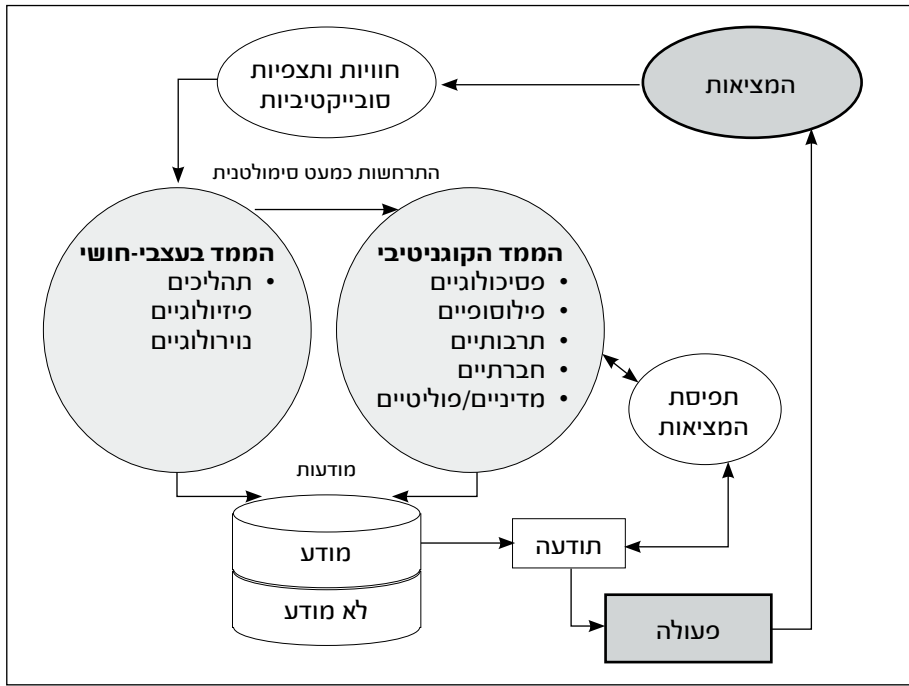 המציאות
חוויות ותצפיות
סובייקטיביות
התרחשות כמעט סימולטנית
הממד בעצבי-חושי
• תהליכים
פיזיולוגיים
נוירולוגיים
הממד הקוגניטיבי
• פסיכולוגיים
• פילוסופיים
• תרבותיים
• חברתיים
• מדיניים/פוליטיים
תפיסת
המציאות
מודעות
מודע
לא מודע
תודעה
פעולה